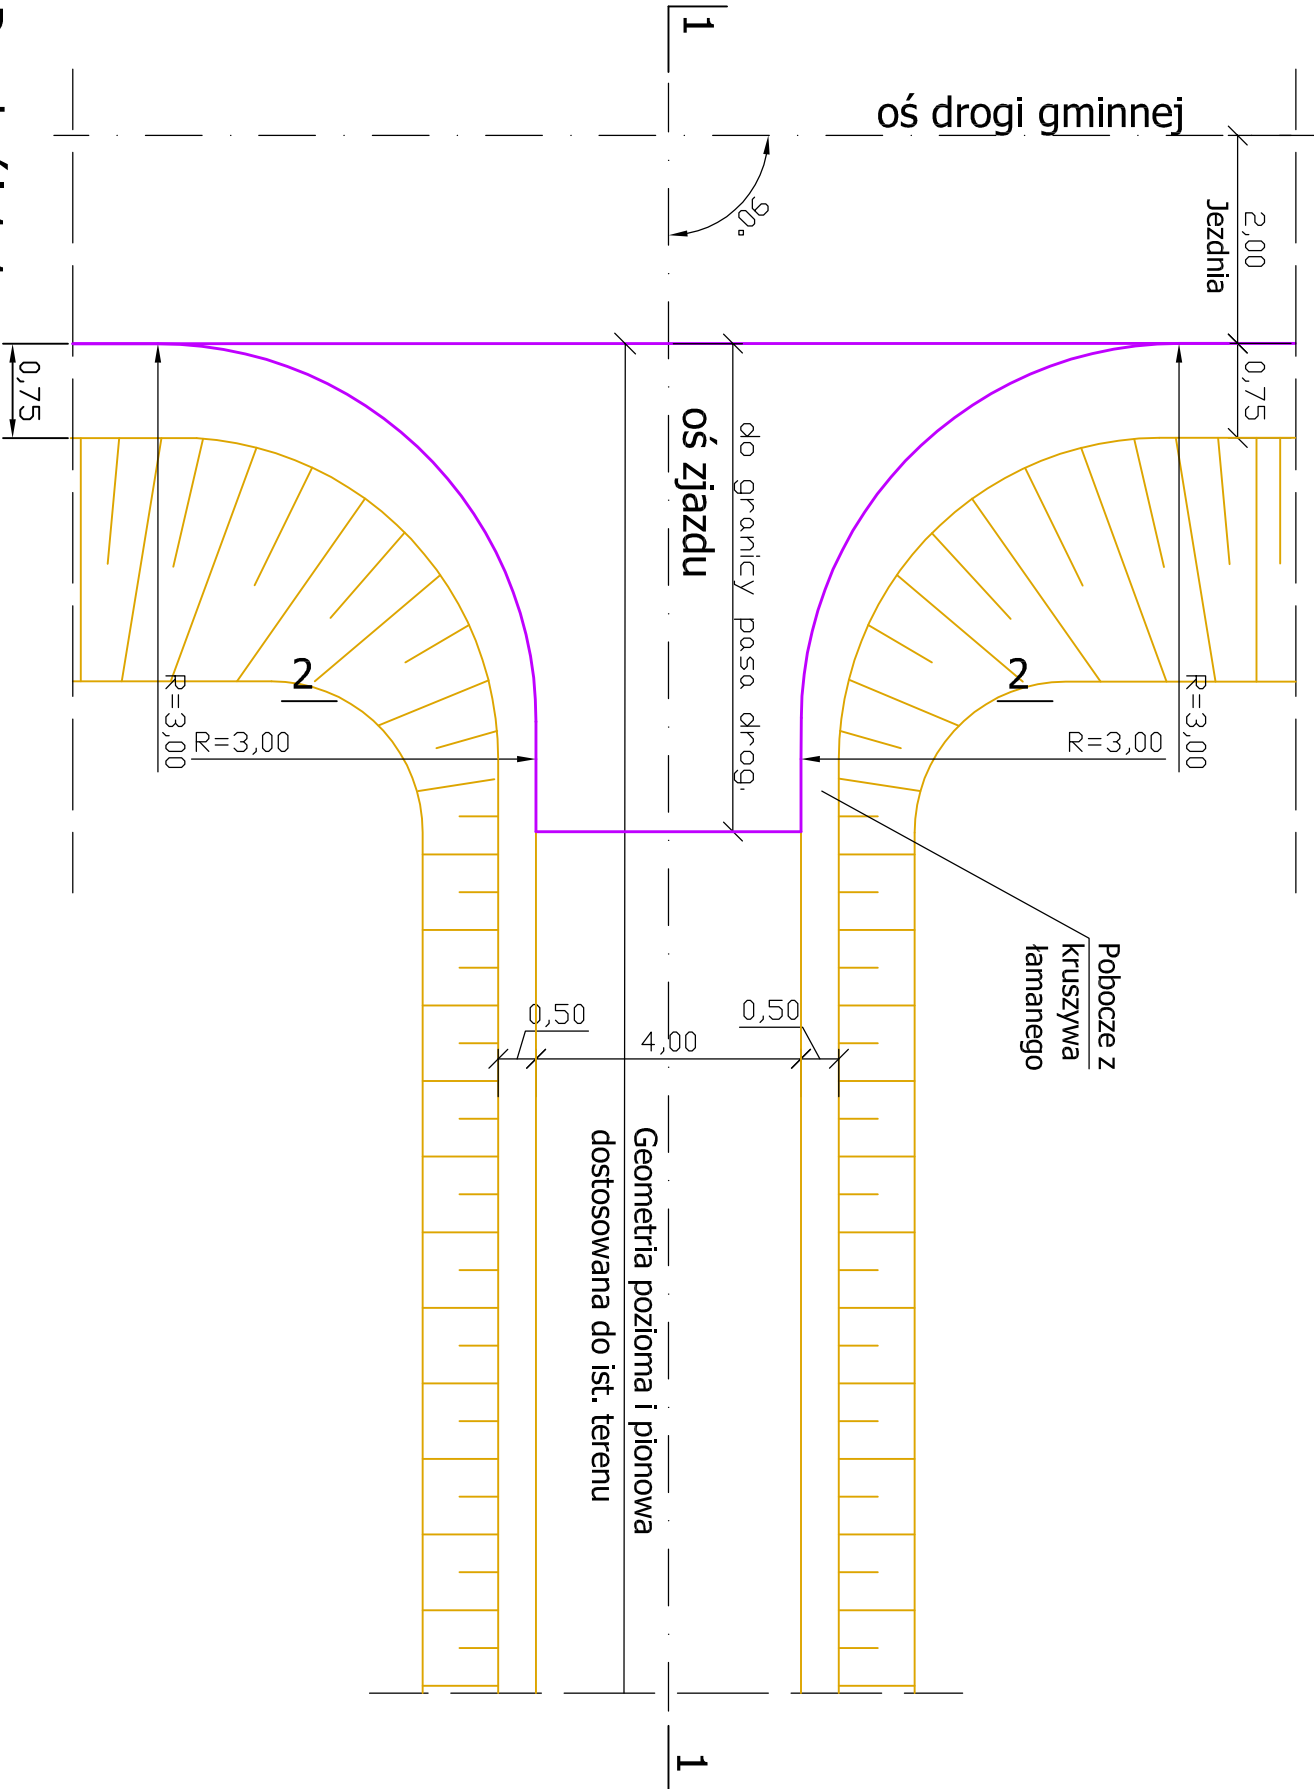 1
oś drogi gminnej
90°
2,00
Jezdnia
0,75
0,75
oś zjazdu
do granicy pasa drog.
2
2
R=3,00
R=3,00
R=3,00
R=3,00
Pobocze z
kruszywa
łamanego
0,50
4,00
0,50
Geometria pozioma i pionowa
dostosowana do ist. terenu
1